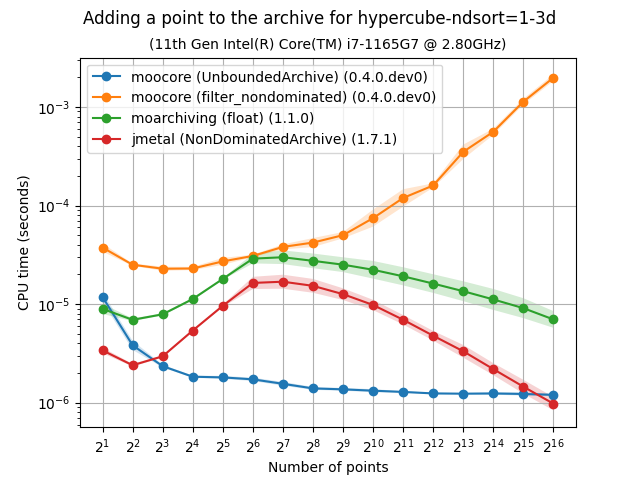 Adding a point to the archive for hypercube-ndsort=1-3d
(11th Gen Intel(R) Core(TM) i7-1165G7 @ 2.80GHz)
moocore (UnboundedArchive) (0.4.0.dev0)
moocore (filter_nondominated) (0.4.0.dev0)
moarchiving (float) (1.1.0)
jmetal (NonDominatedArchive) (1.7.1)
CPU time (seconds)
10⁻³
10⁻⁴
10⁻⁵
10⁻⁶
2¹ 2² 2³ 2⁴ 2⁵ 2⁶ 2⁷ 2⁸ 2⁹ 2¹⁰ 2¹¹ 2¹² 2¹³ 2¹⁴ 2¹⁵ 2¹⁶
Number of points